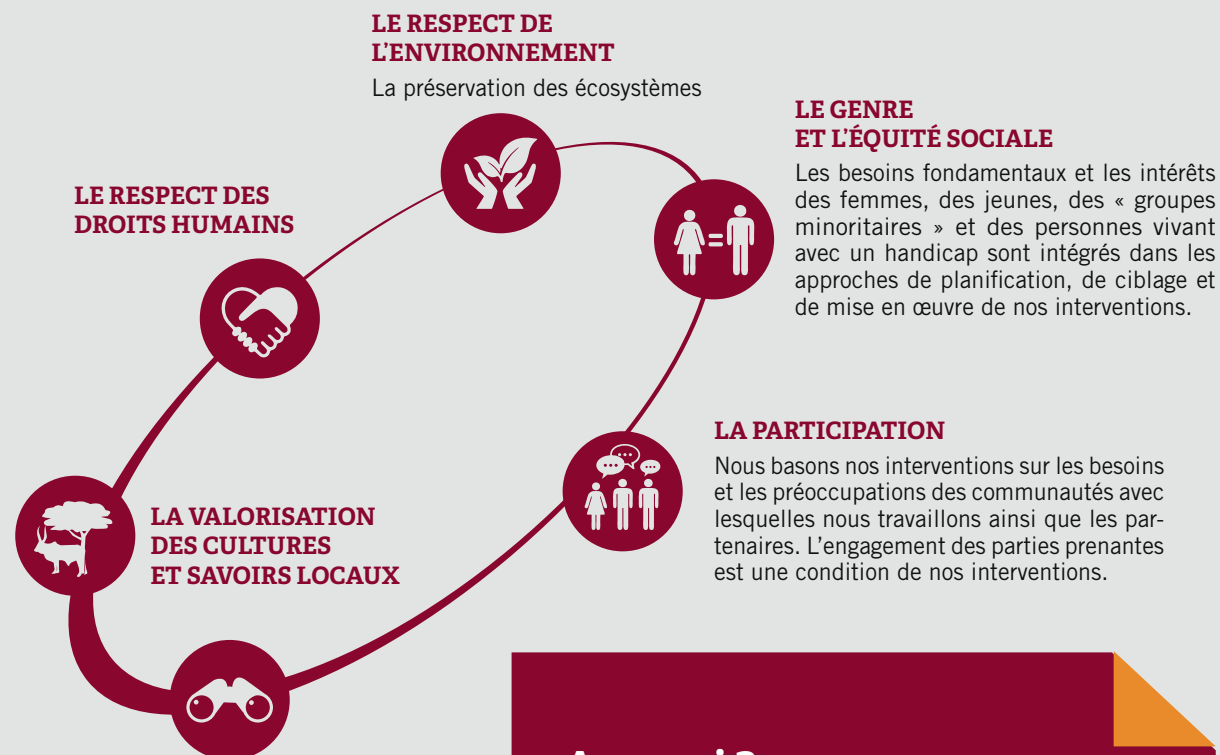 LE RESPECT DE
L'ENVIRONNEMENT
La préservation des écosystèmes
LE GENRE
ET L'ÉQUITÉ SOCIALE
Les besoins fondamentaux et les intérêts
des femmes, des jeunes, des « groupes
minoritaires » et des personnes vivant
avec un handicap sont intégrés dans les
approches de planification, de ciblage et
de mise en œuvre de nos interventions.
LE RESPECT DES
DROITS HUMAINS
LA PARTICIPATION
Nous basons nos interventions sur les besoins
et les préoccupations des communautés avec
lesquelles nous travaillons ainsi que les par-
tenaires. L'engagement des parties prenantes
est une condition de nos interventions.
LA VALORISATION
DES CULTURES
ET SAVOIRS LOCAUX